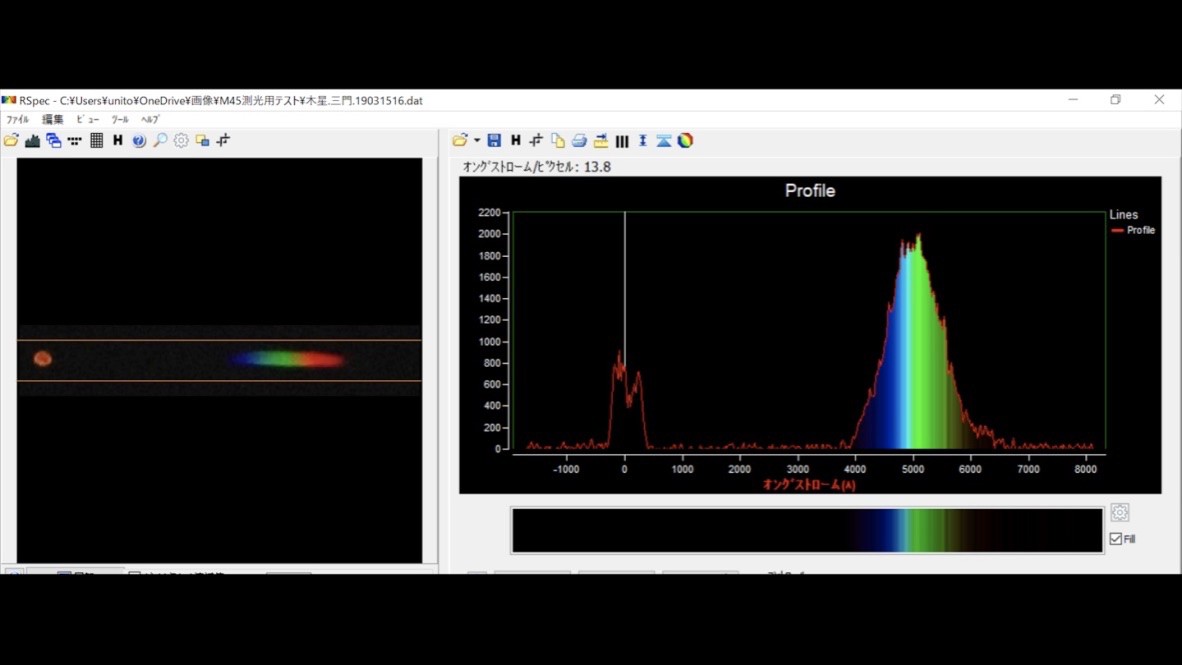 RSpec - C:¥Users¥unito¥OneDrive¥画像¥M45測光用テスト¥木星.三門.19031516.dat
ﾌｧｲﾙ 編集 ﾋﾞｭｰ ﾂｰﾙ ﾍﾙﾌﾟ
H
H
ｵﾝｸﾞｽﾄﾛｰﾑ/ﾋﾟｸｾﾙ: 13.8
Profile
Lines
Profile
2200
2000
1800
1600
1400
1200
1000
800
600
400
200
0
-1000 0 1000 2000 3000 4000 5000 6000 7000 8000
ｵﾝｸﾞｽﾄﾛｰﾑ(A)
Fill